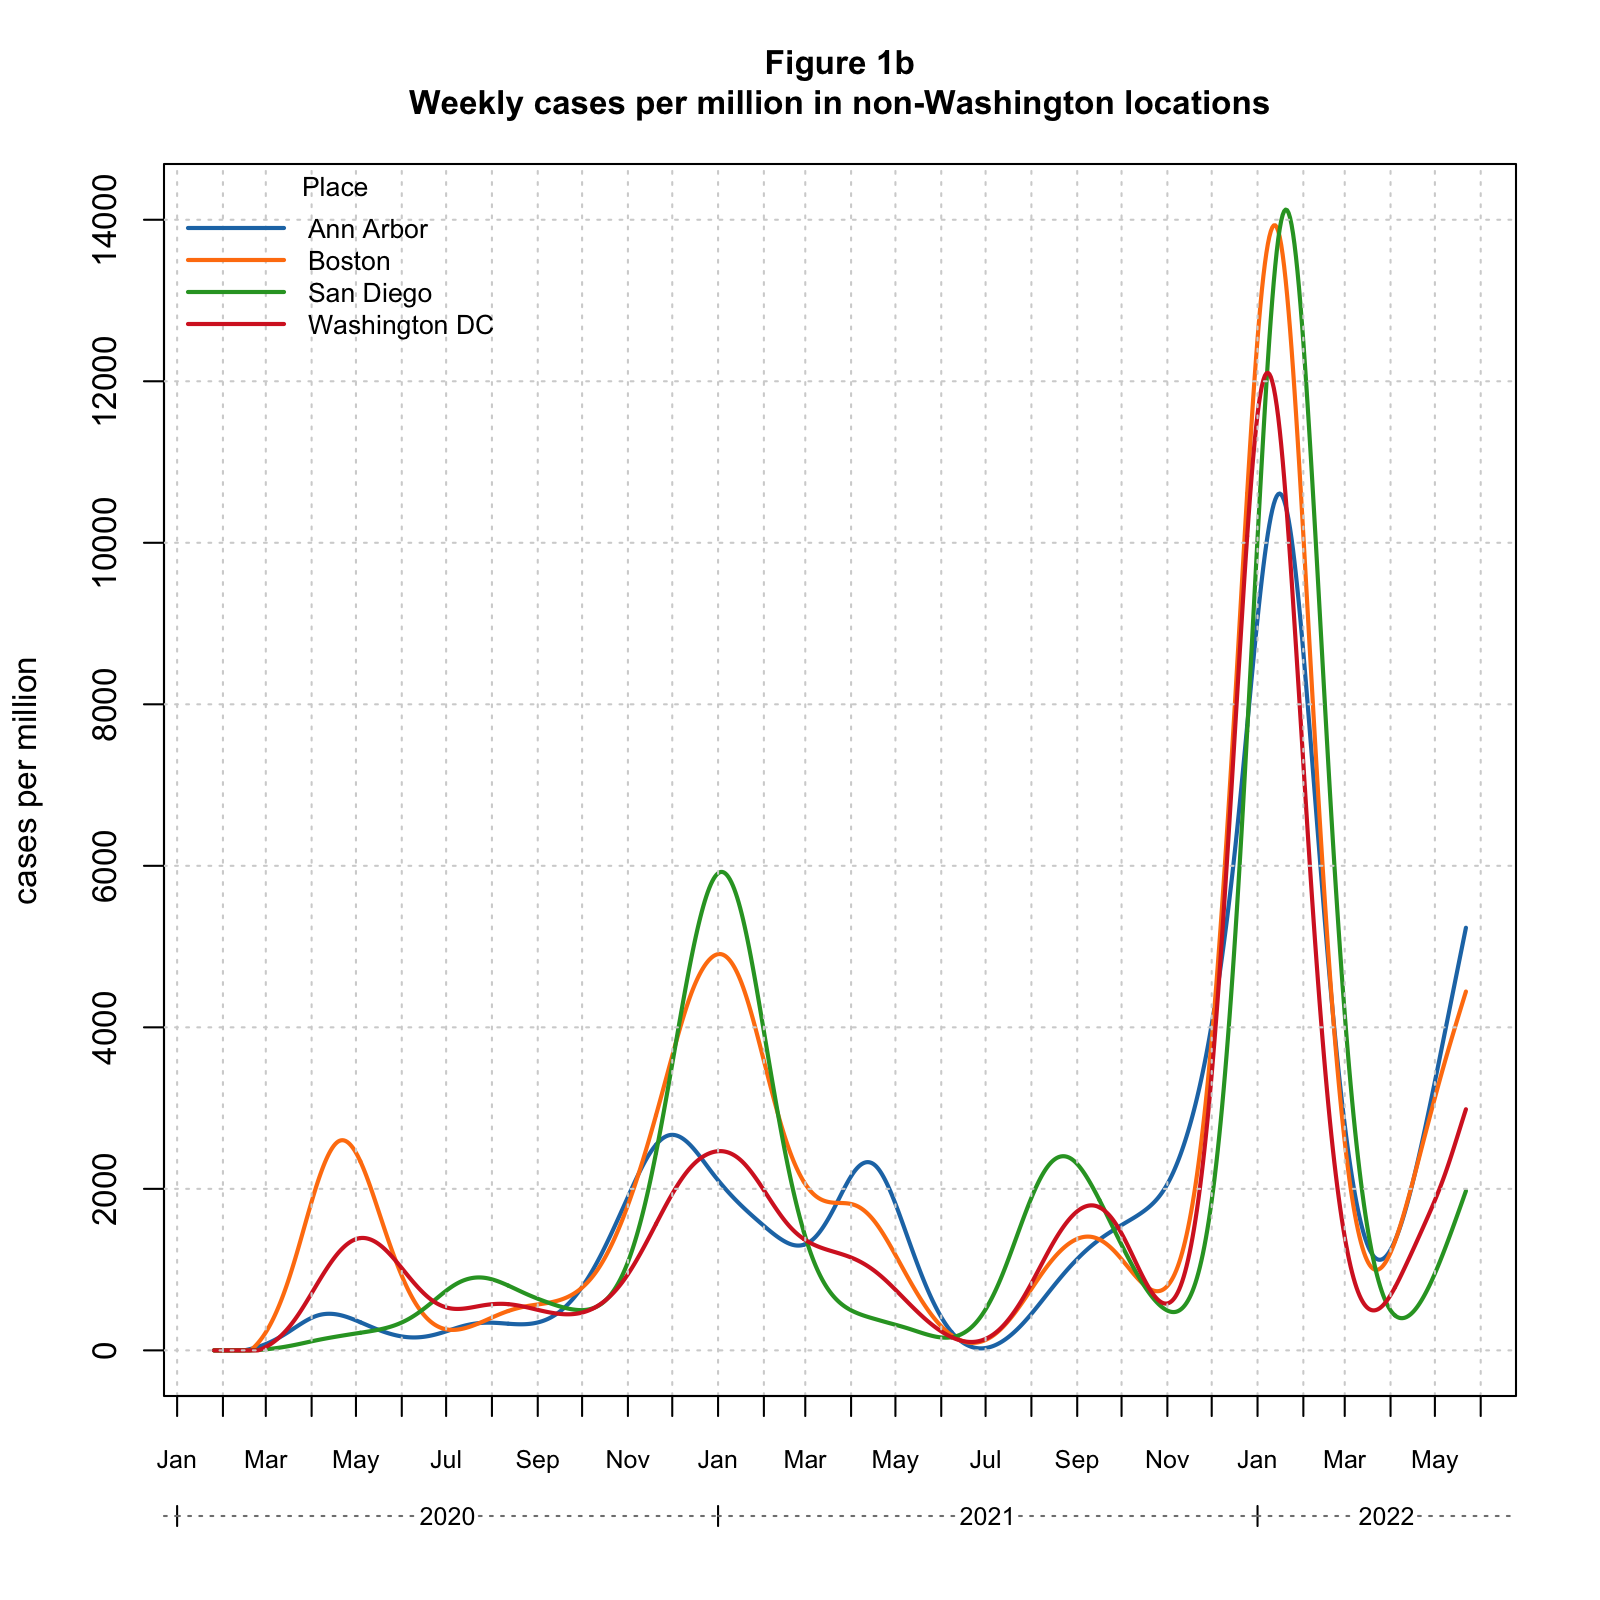 Figure 1b
Weekly cases per million in non-Washington locations
Place
Ann Arbor
Boston
San Diego
Washington DC
cases per million
14000
12000
10000
8000
6000
4000
2000
0
Jan Mar May Jul Sep Nov Jan Mar May Jul Sep Nov Jan Mar May
2020 2021 2022